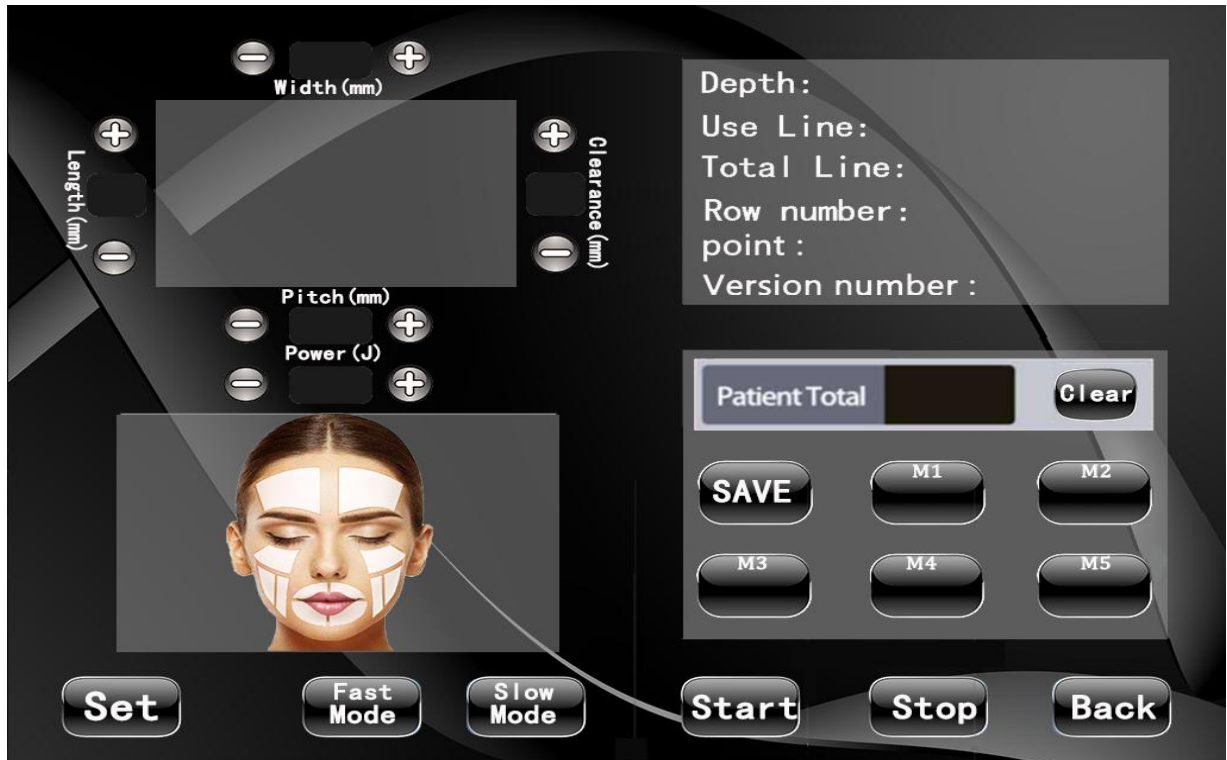 Width(mm)
Length(mm)
Clearance(mm)
Pitch(mm)
Power(J)
Depth:
Use Line:
Total Line:
Row number:
point :
Version number :
Patient Total
Clear
SAVE
M1
M2
M3
M4
M5
Set
Fast
Mode
Slow
Mode
Start
Stop
Back